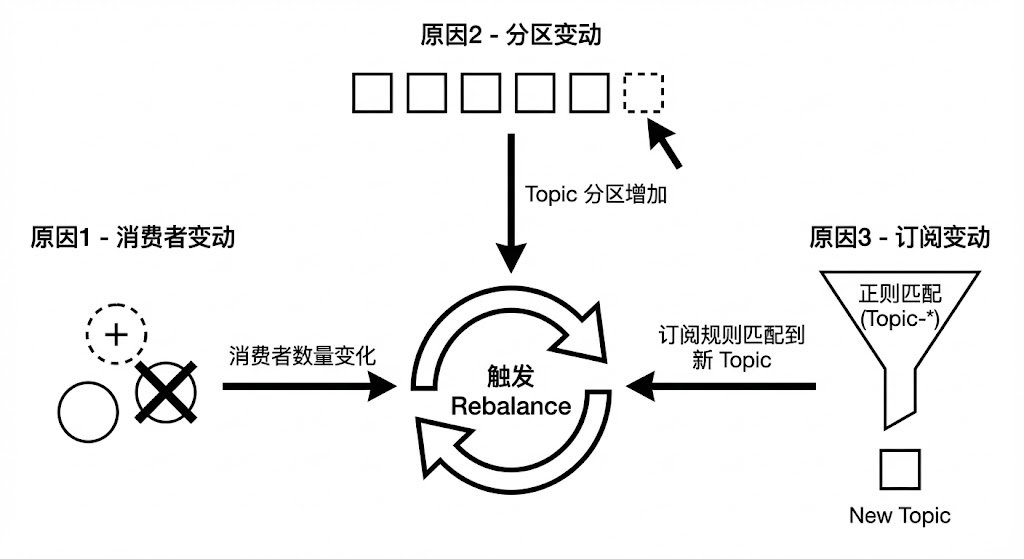 原因2 - 分区变动
Topic 分区增加
原因1 - 消费者变动
+
消费者数量变化
触发
Rebalance
原因3 - 订阅变动
正则匹配
(Topic-*)
订阅规则匹配到
新 Topic
New Topic